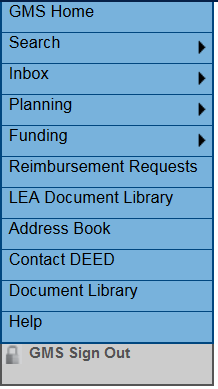 GMS Home
Search
Inbox
Planning
Funding
Reimbursement Requests
LEA Document Library
Address Book
Contact DEED
Document Library
Help
GMS Sign Out